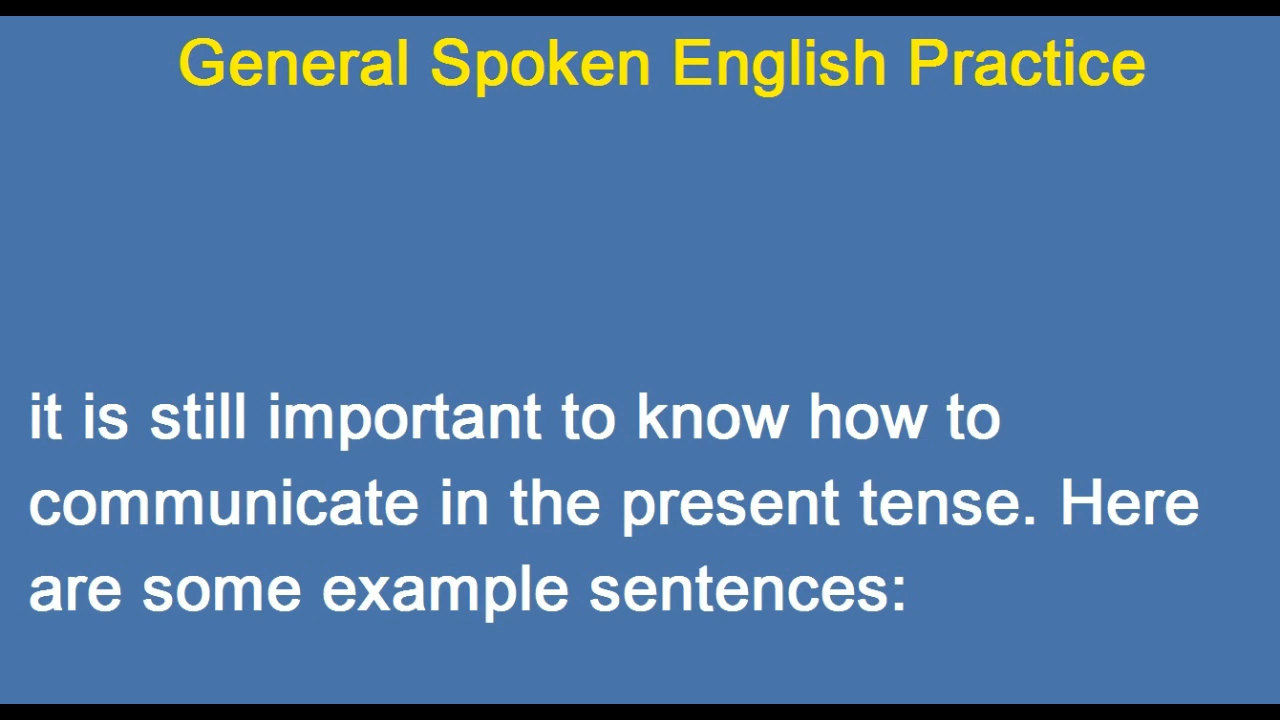 General Spoken English Practice
it is still important to know how to
communicate in the present tense. Here
are some example sentences: